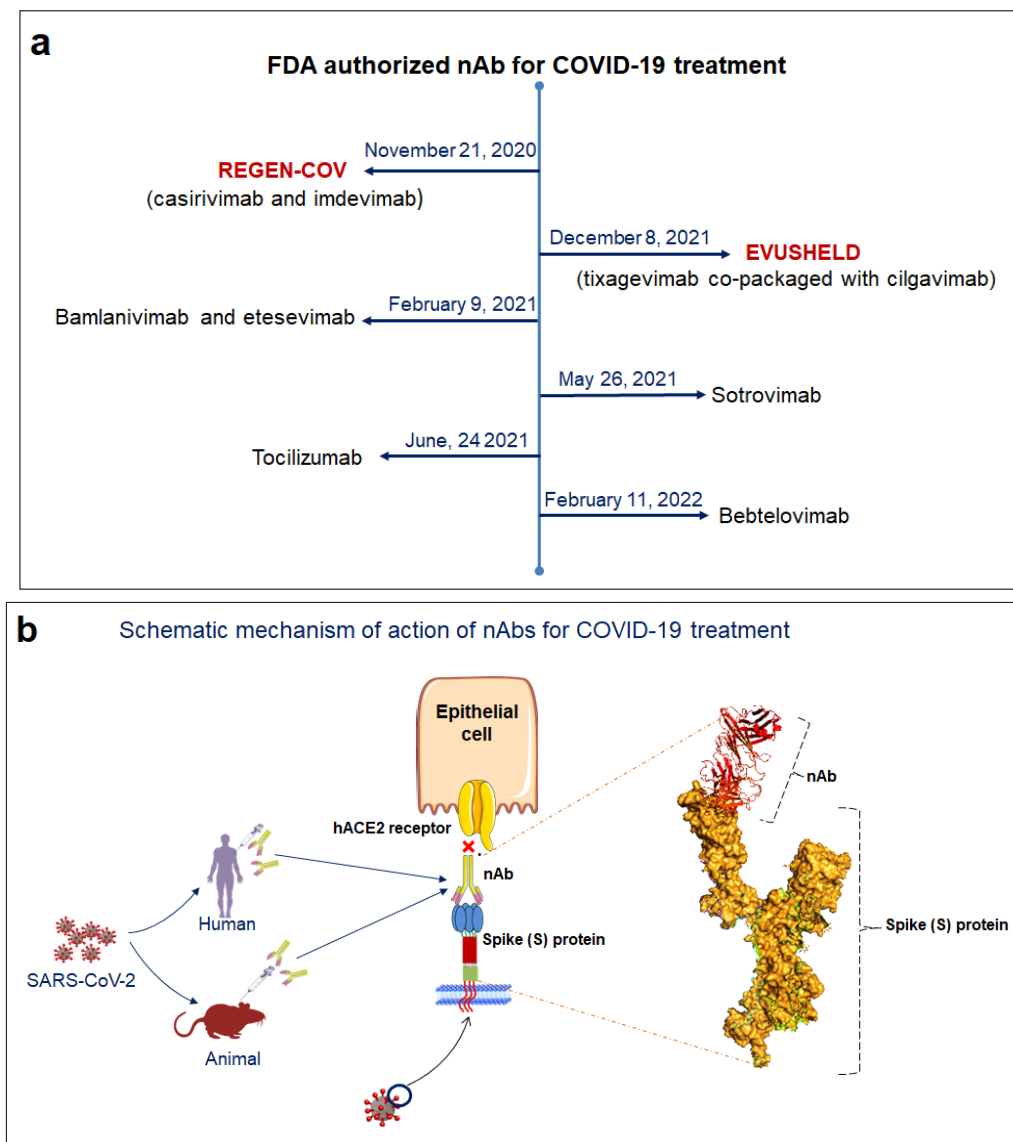 a
FDA authorized nAb for COVID-19 treatment
November 21, 2020
REGEN-COV
(casirivimab and imdevimab)
December 8, 2021
EVUSHELD
(tixagevimab co-packaged with cilgavimab)
February 9, 2021
Bamlanivimab and etesevimab
May 26, 2021
Sotrovimab
June, 24 2021
Tocilizumab
February 11, 2022
Bebtelovimab
b
Schematic mechanism of action of nAbs for COVID-19 treatment
Epithelial
cell
hACE2 receptor
nAb
Spike (S) protein
Human
SARS-CoV-2
Animal
nAb
Spike (S) protein